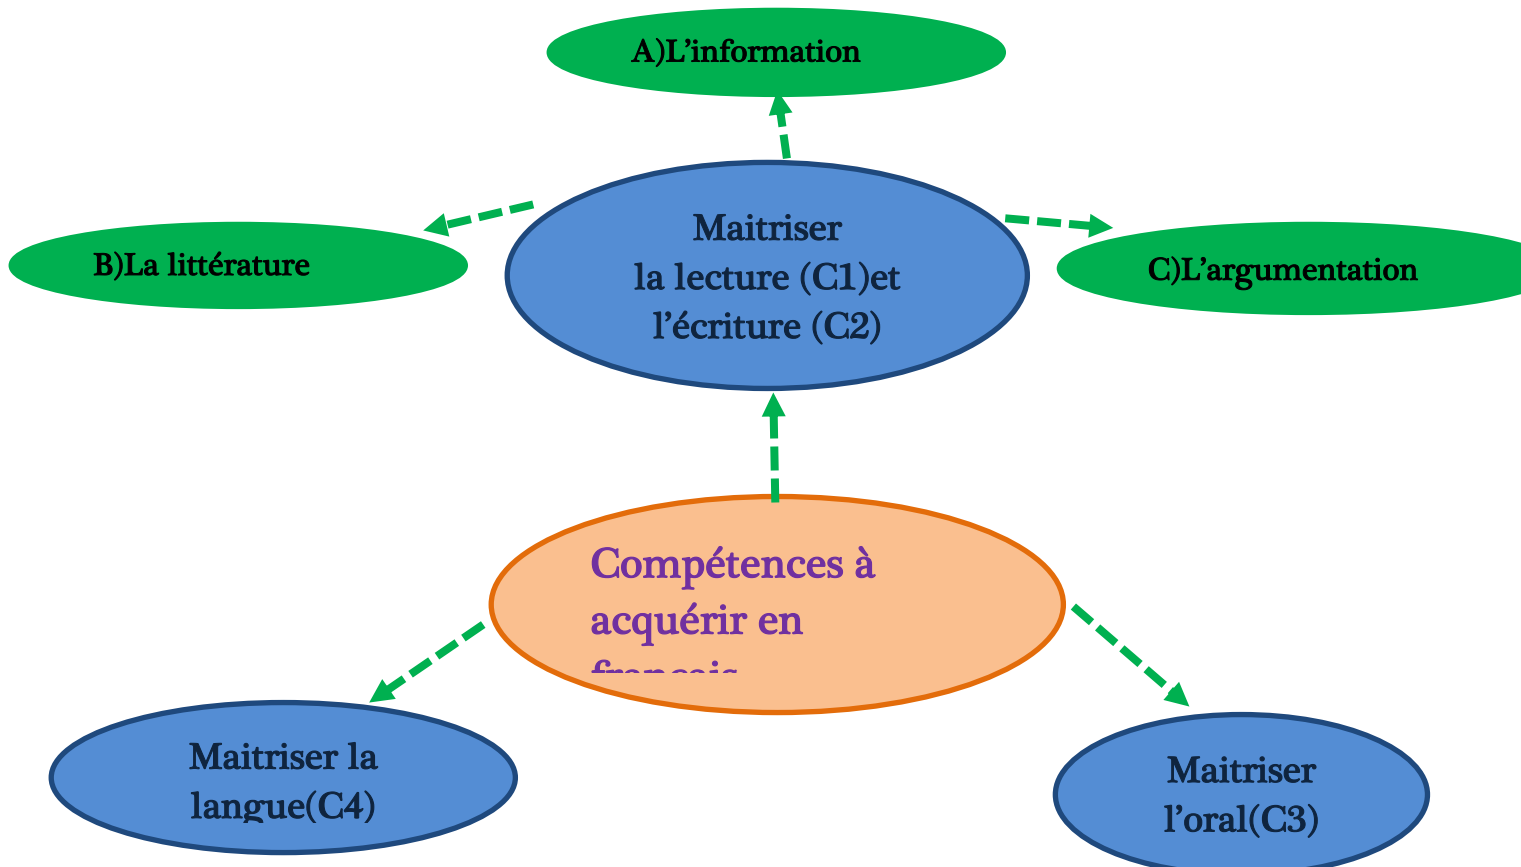 A)L’information
B)La littérature
Maitriser
la lecture (C1)et
l’écriture (C2)
C)L’argumentation
Compétences à
acquérir en
français
Maitriser la
langue(C4)
Maitriser
l’oral(C3)